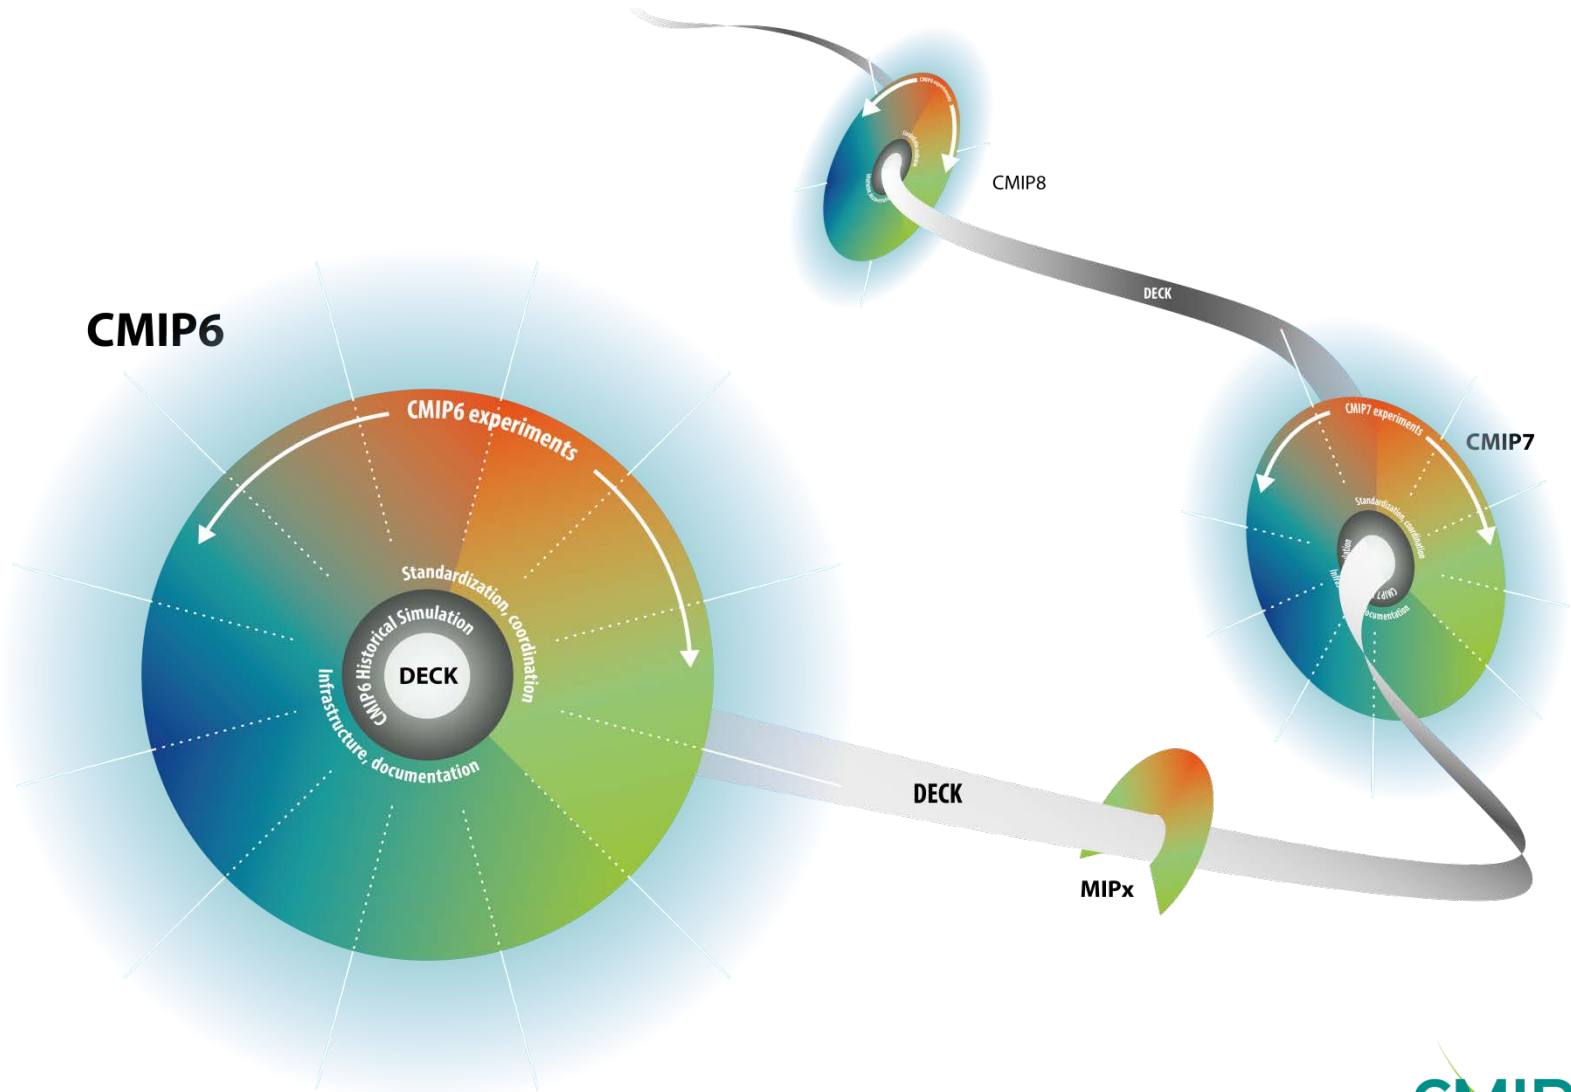 CMIP8
DECK
CMIP6
CMIP6 experiments
Standardization, coordination
CMIP6 Historical Simulation
DECK
Infrastructure, documentation
CMIP7 experiments
CMIP7
Standardization, coordination
DECK
MIPx
CMIP